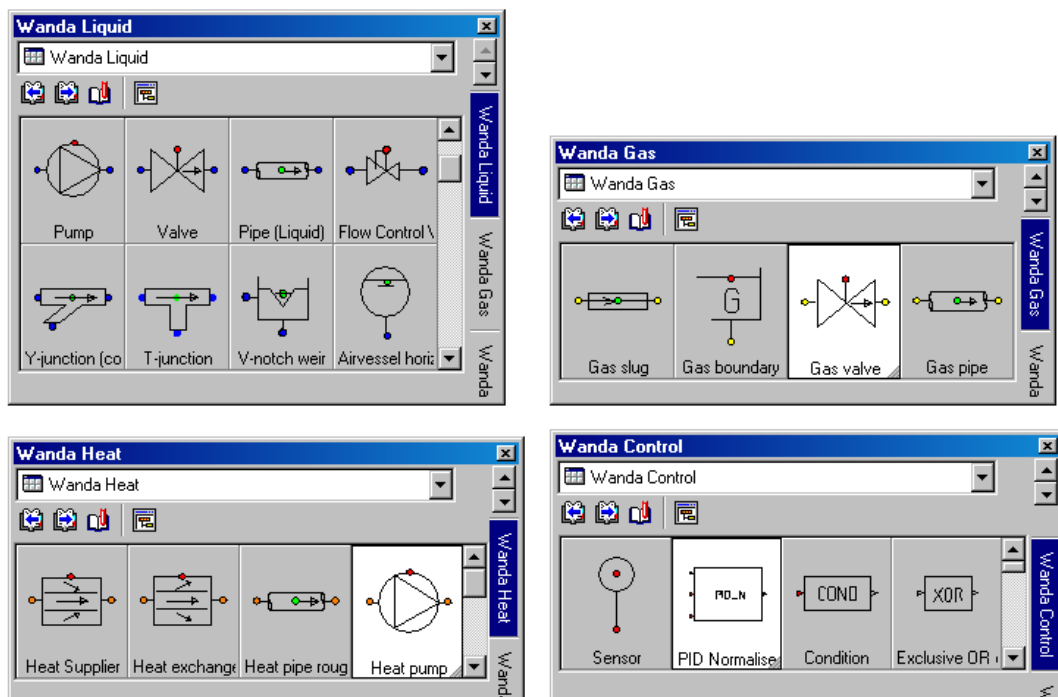 Wanda Liquid
Wanda Liquid
Wanda Liquid
Wanda Gas
Wanda
Pump
Valve
Pipe (Liquid)
Flow Control V
Y-junction (co
T-junction
V-notch weir
Airvessel horiz
Wanda Gas
Wanda Gas
Wanda Gas
Wanda
G
Gas slug
Gas boundary
Gas valve
Gas pipe
Wanda Heat
Wanda Heat
Wanda Heat
Wanda
Heat Supplier
Heat exchange
Heat pipe roug
Heat pump
Wanda Control
Wanda Control
Wanda Control
PID_N
COND
XOR
Sensor
PID Normalise
Condition
Exclusive OR